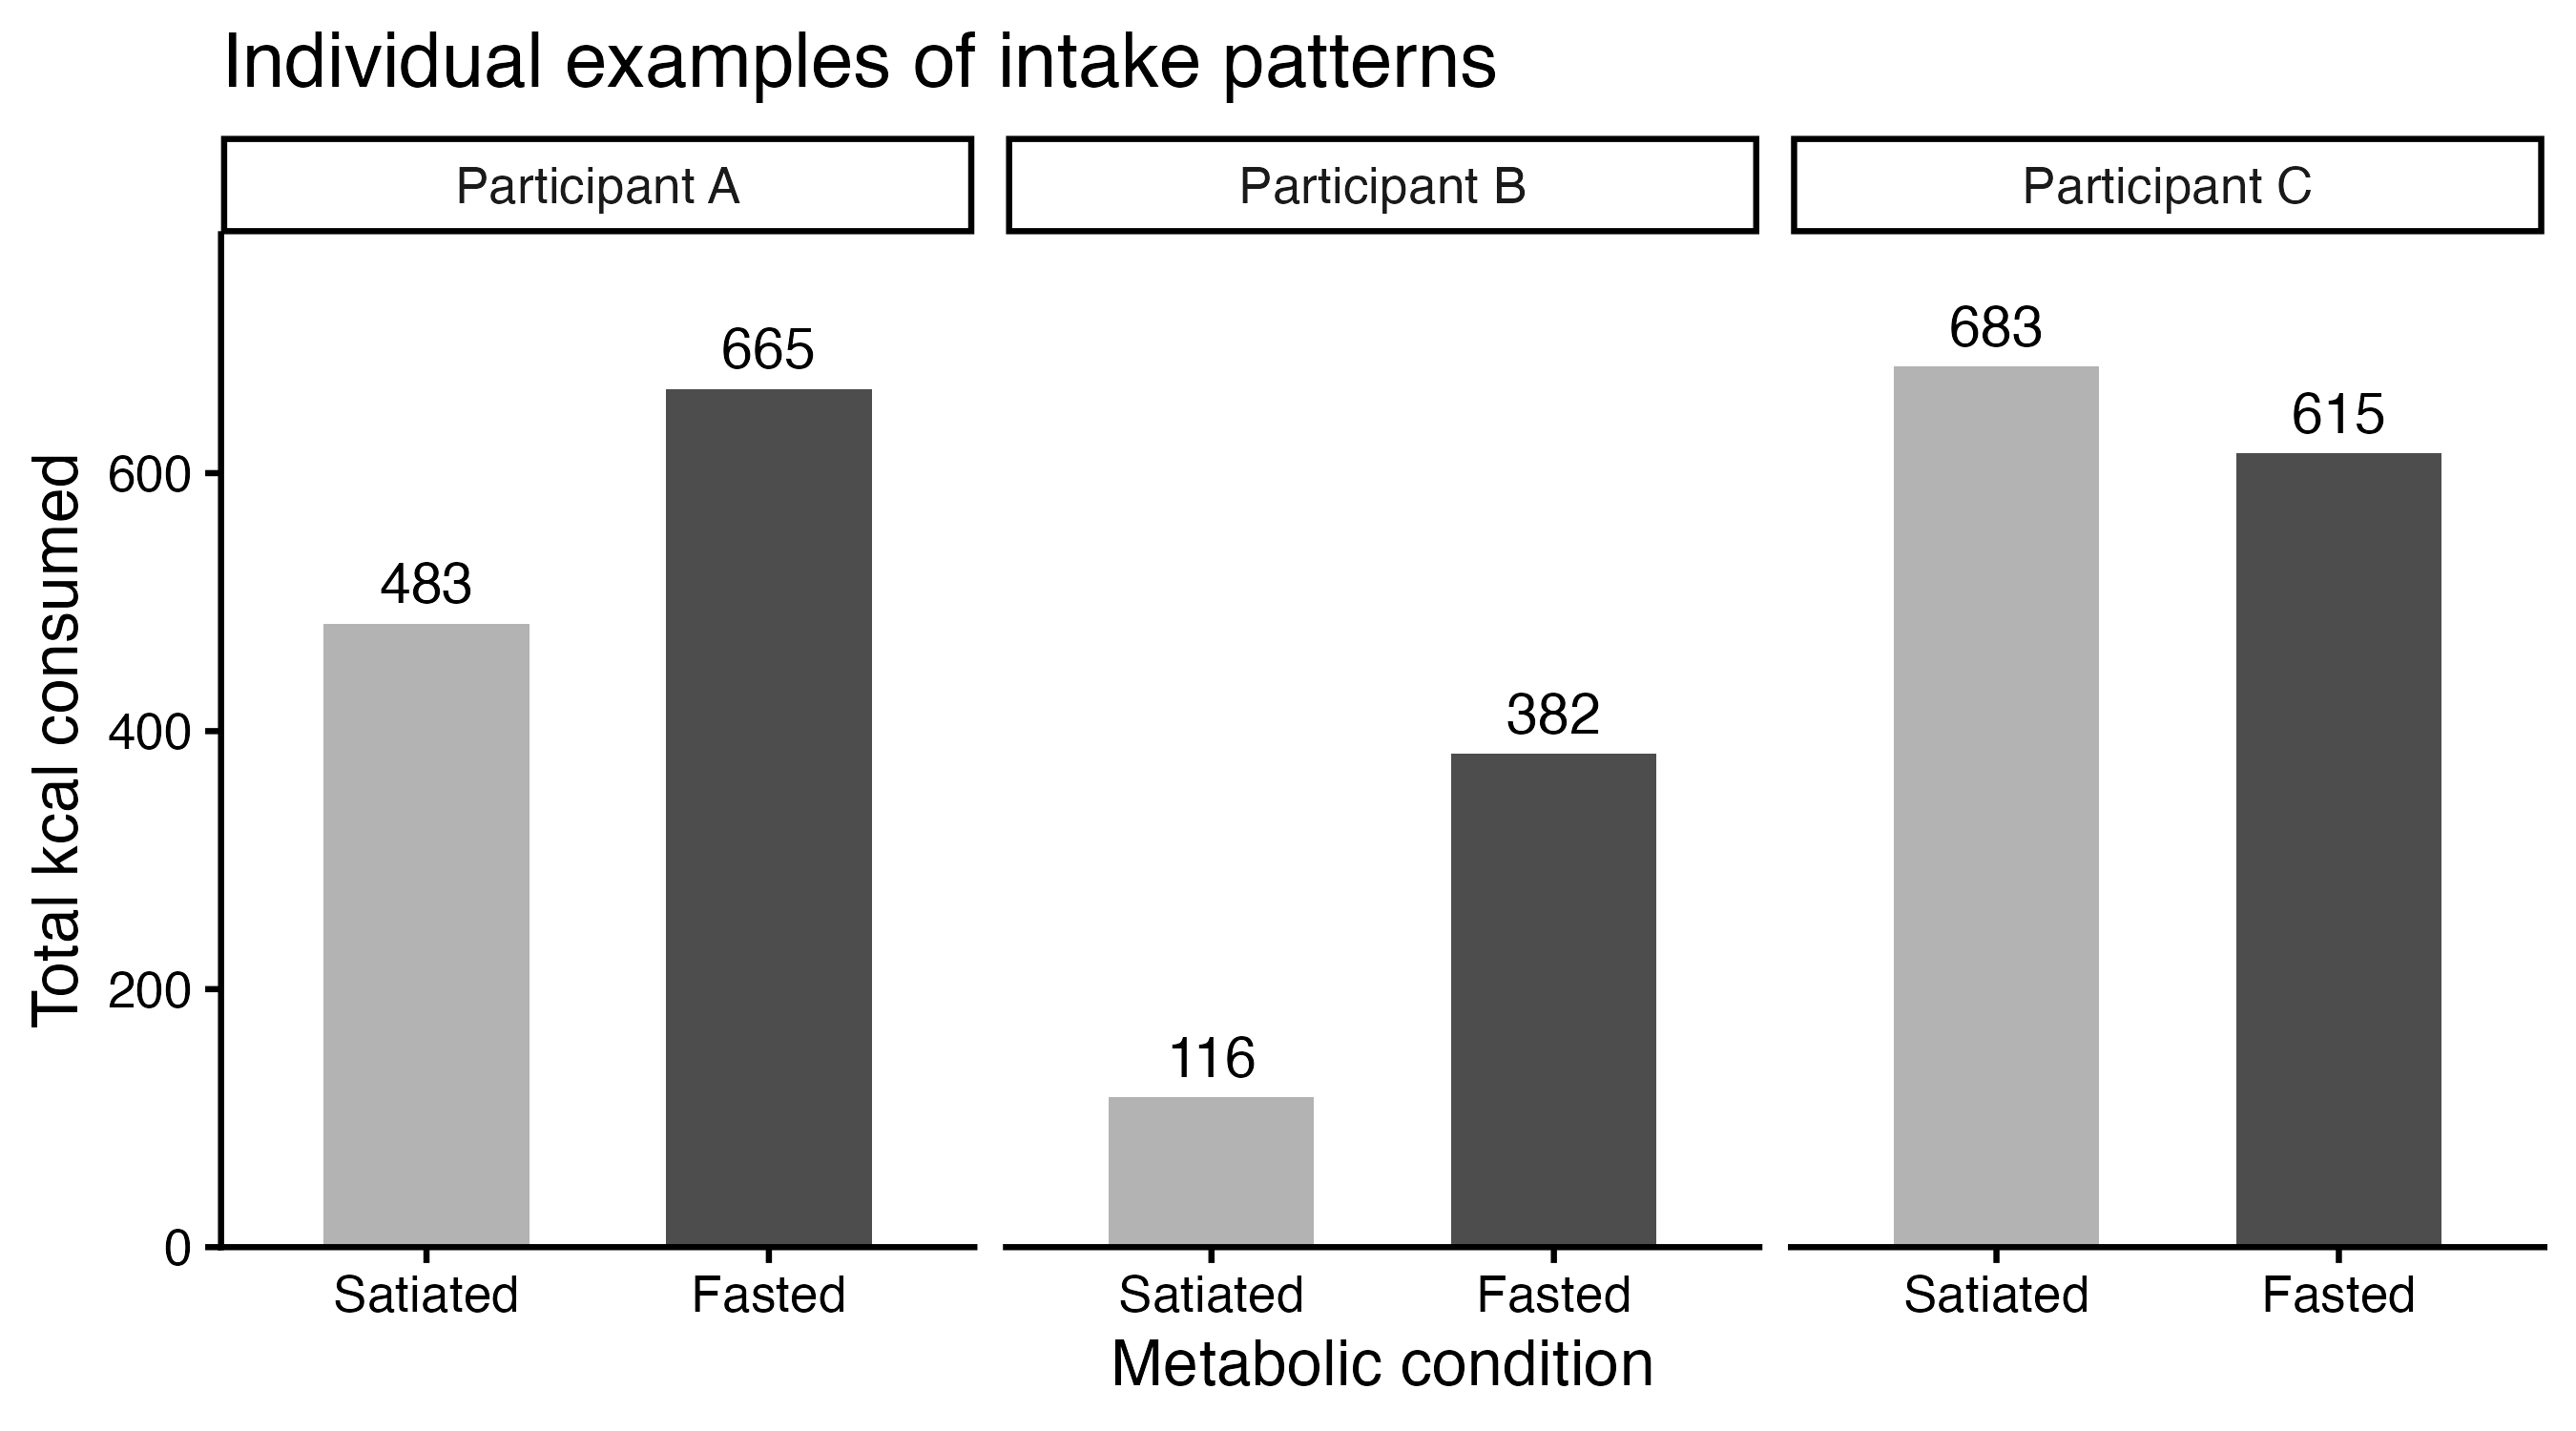 Individual examples of intake patterns
Participant A
Participant B
Participant C
Total kcal consumed
600
400
200
0
483
665
116
382
683
615
Satiated
Fasted
Satiated
Fasted
Satiated
Fasted
Metabolic condition